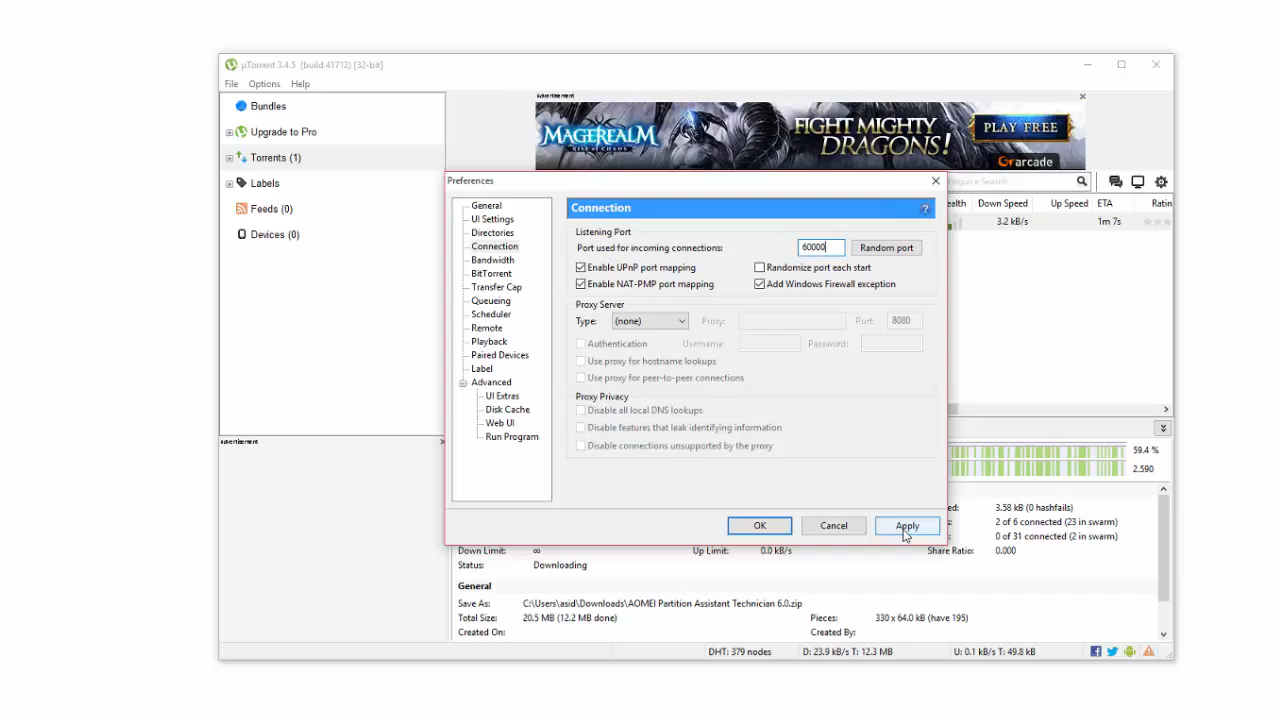 µTorrent 3.4.5 (build 41712) [32-bit]
File Options Help
Bundles
Upgrade to Pro
Torrents (1)
Labels
Feeds (0)
Devices (0)
Advertisement
MAGEREALM
RISE OF CHAOS
FIGHT MIGHTY
DRAGONS!
PLAY FREE
arcade
Search
Down Speed Up Speed ETA
3.2 kB/s 1m 7s
Preferences
General
UI Settings
Directories
Connection
Bandwidth
BitTorrent
Transfer Cap
Queueing
Scheduler
Remote
Playback
Paired Devices
Label
Advanced
UI Extras
Disk Cache
Web UI
Run Program
Connection
Listening Port
Port used for incoming connections: 60000 Random port
Enable UPnP port mapping Randomize port each start
Enable NAT-PMP port mapping Add Windows Firewall exception
Proxy Server
Type: (none) Proxy: Port: 8080
Authentication Username: Password:
Use proxy for hostname lookups
Use proxy for peer-to-peer connections
Proxy Privacy
Disable all local DNS lookups
Disable features that leak identifying information
Disable connections unsupported by the proxy
OK Cancel Apply
Advertisement
59.4 %
2.590
3.58 kB (0 hashfails)
2 of 6 connected (23 in swarm)
0 of 31 connected (2 in swarm)
Down Limit: ∞ Up Limit: 0.0 kB/s Share Ratio: 0.000
Status: Downloading
General
Save As: C:\Users\asid\Downloads\AOMEI Partition Assistant Technician 6.0.zip
Total Size: 20.5 MB (12.2 MB done) Pieces: 330 x 64.0 kB (have 195)
Created On: Created By:
DHT: 379 nodes D: 23.9 kB/s T: 12.3 MB U: 0.1 kB/s T: 49.8 kB